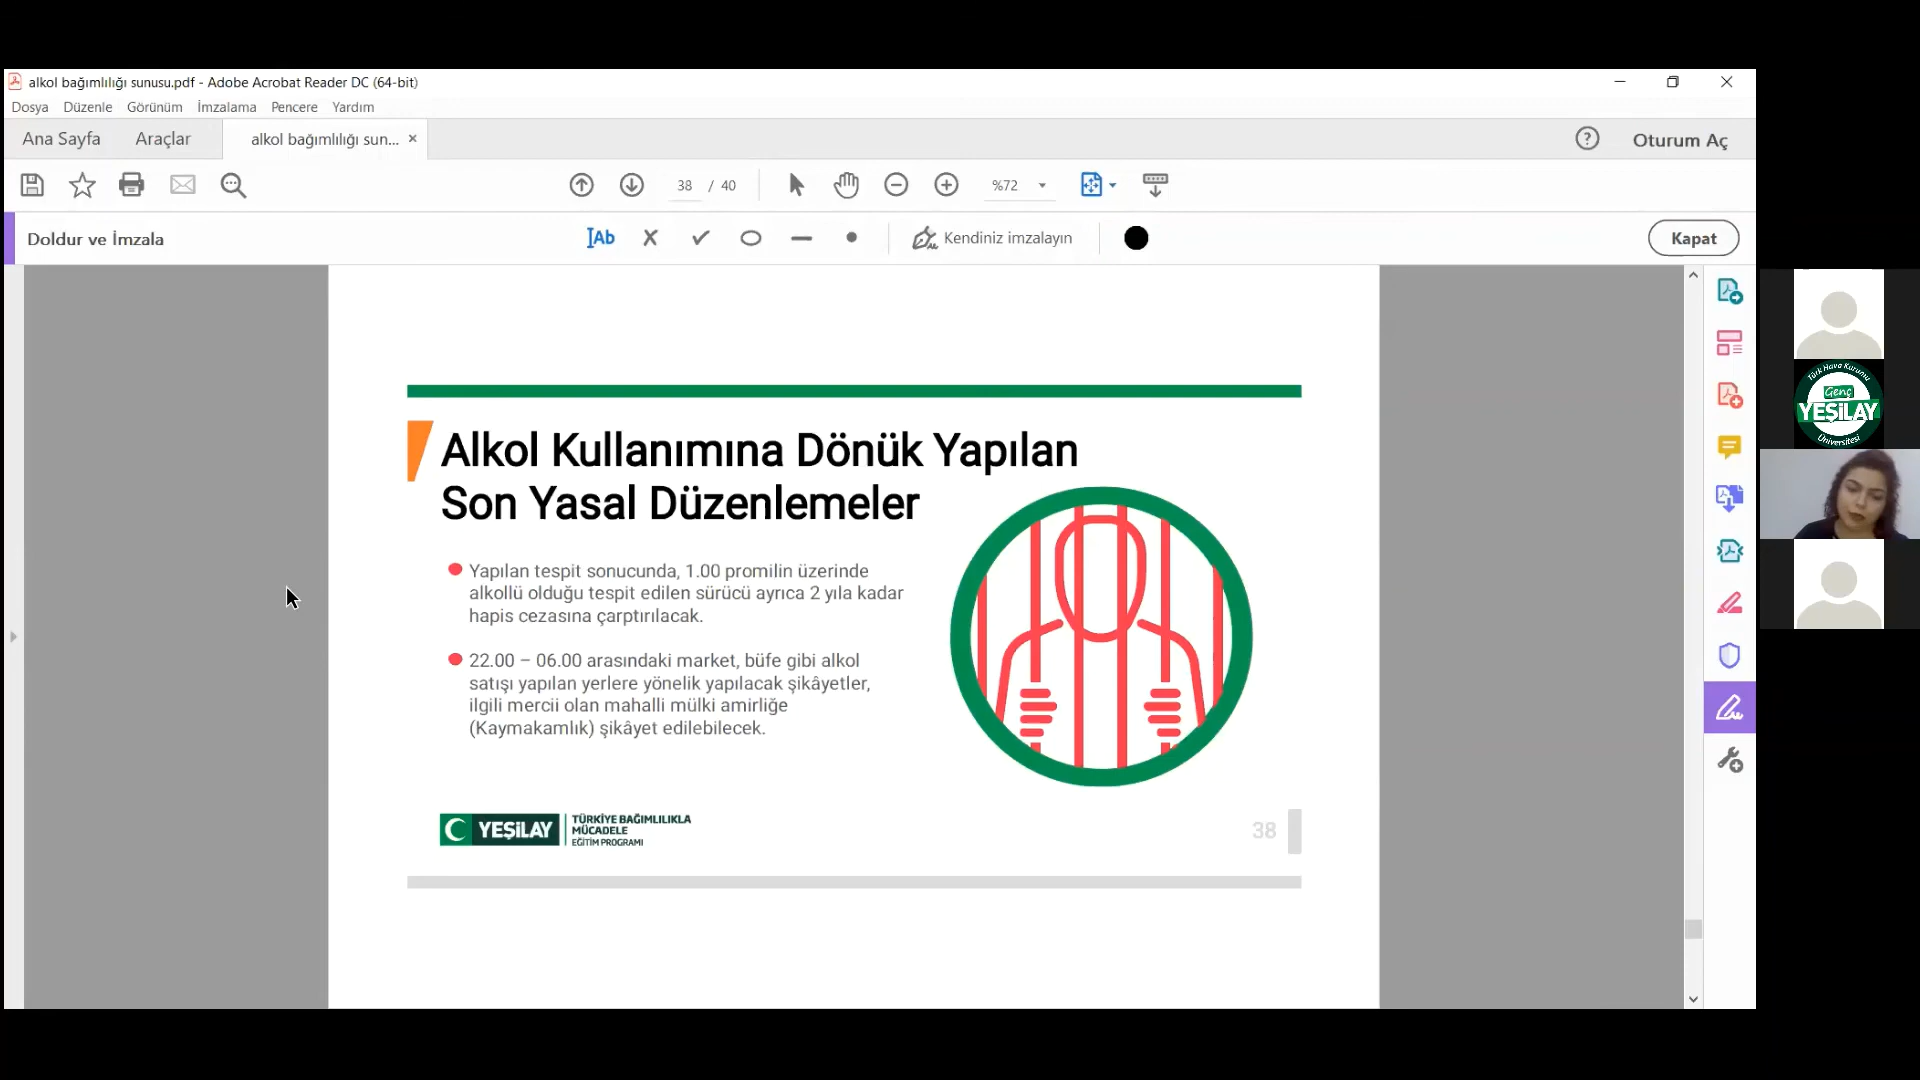 alkol bağımlılığı sunusu.pdf - Adobe Acrobat Reader DC (64-bit)
Dosya Düzenle Görünüm İmzalama Pencere Yardım
Ana Sayfa Araçlar alkol bağımlılığı sun... Oturum Aç
38 / 40 %72
Doldur ve İmzala Ab Kendiniz imzalayın Kapat
Alkol Kullanımına Dönük Yapılan
Son Yasal Düzenlemeler
Yapılan tespit sonucunda, 1.00 promilin üzerinde
alkollü olduğu tespit edilen sürücü ayrıca 2 yıla kadar
hapis cezasına çarptırılacak.
22.00 – 06.00 arasındaki market, büfe gibi alkol
satışı yapılan yerlere yönelik yapılacak şikâyetler,
ilgili mercii olan mahalli mülki amirliğe
(Kaymakamlık) şikâyet edilebilecek.
YEŞİLAY
TÜRKİYE BAĞIMLILIKLA
MÜCADELE
EĞİTİM PROGRAMI
38
Türk Hava Kurumu
Genç
YEŞİLAY
Üniversitesi